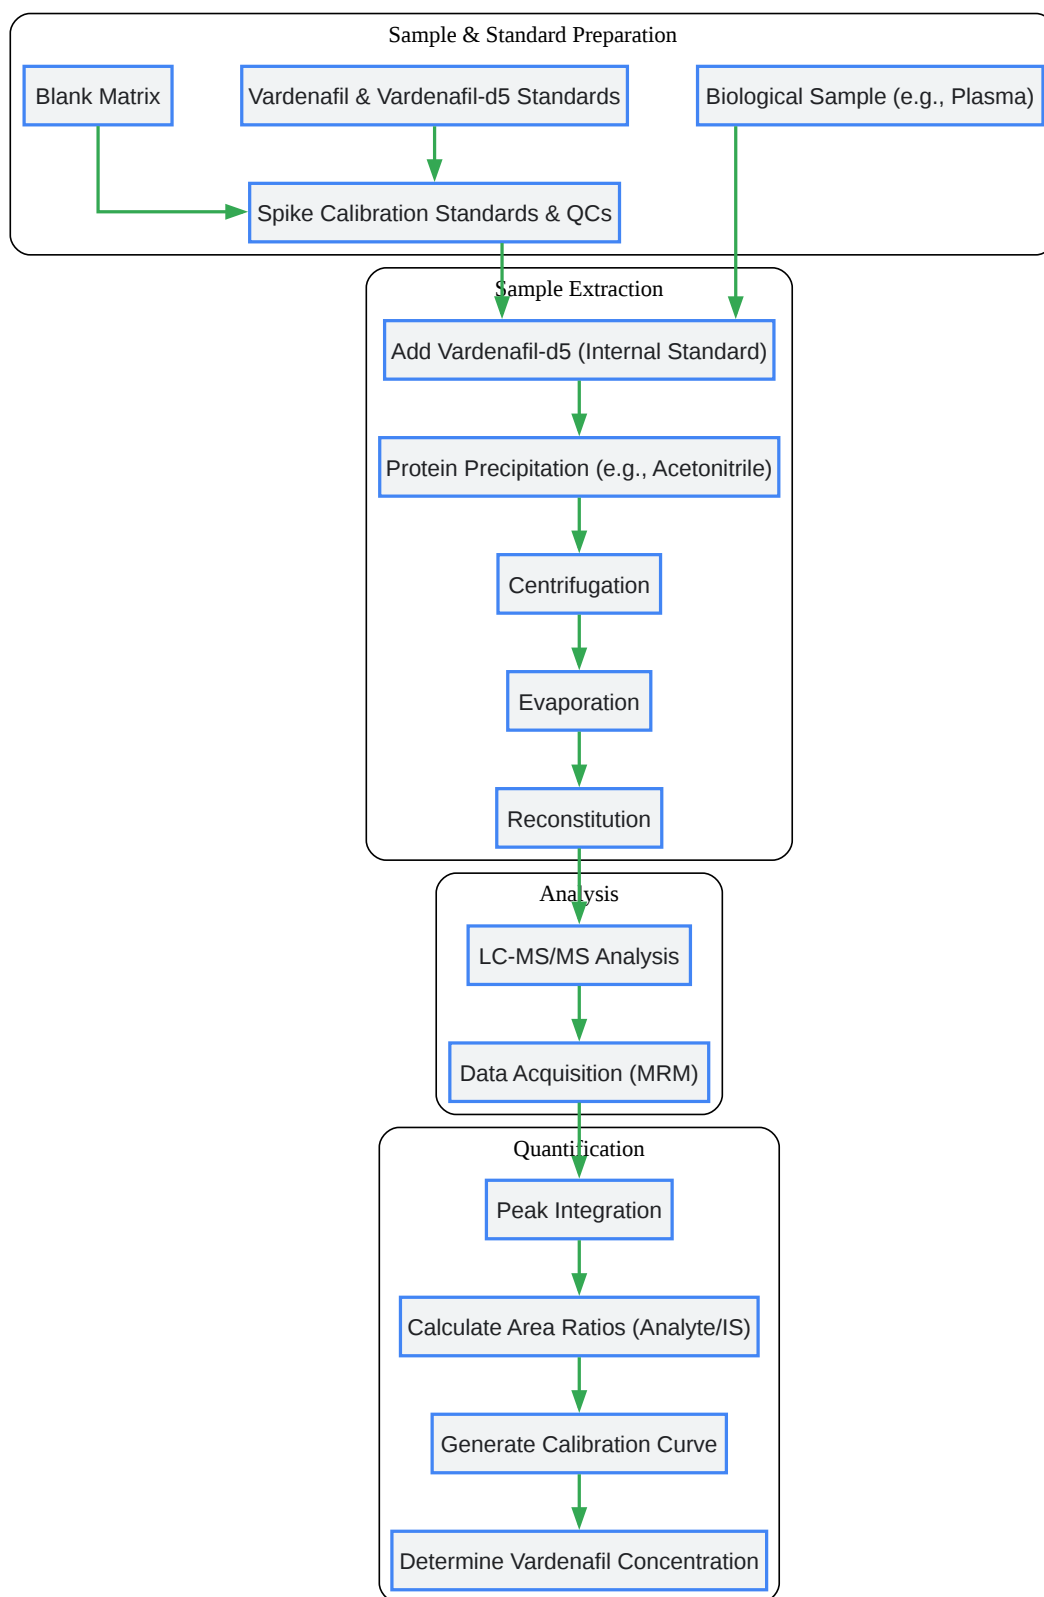 Sample & Standard Preparation
Blank Matrix
Vardenafil & Vardenafil-d5 Standards
Biological Sample (e.g., Plasma)
Spike Calibration Standards & QCs
Sample Extraction
Add Vardenafil-d5 (Internal Standard)
Protein Precipitation (e.g., Acetonitrile)
Centrifugation
Evaporation
Reconstitution
Analysis
LC-MS/MS Analysis
Data Acquisition (MRM)
Quantification
Peak Integration
Calculate Area Ratios (Analyte/IS)
Generate Calibration Curve
Determine Vardenafil Concentration